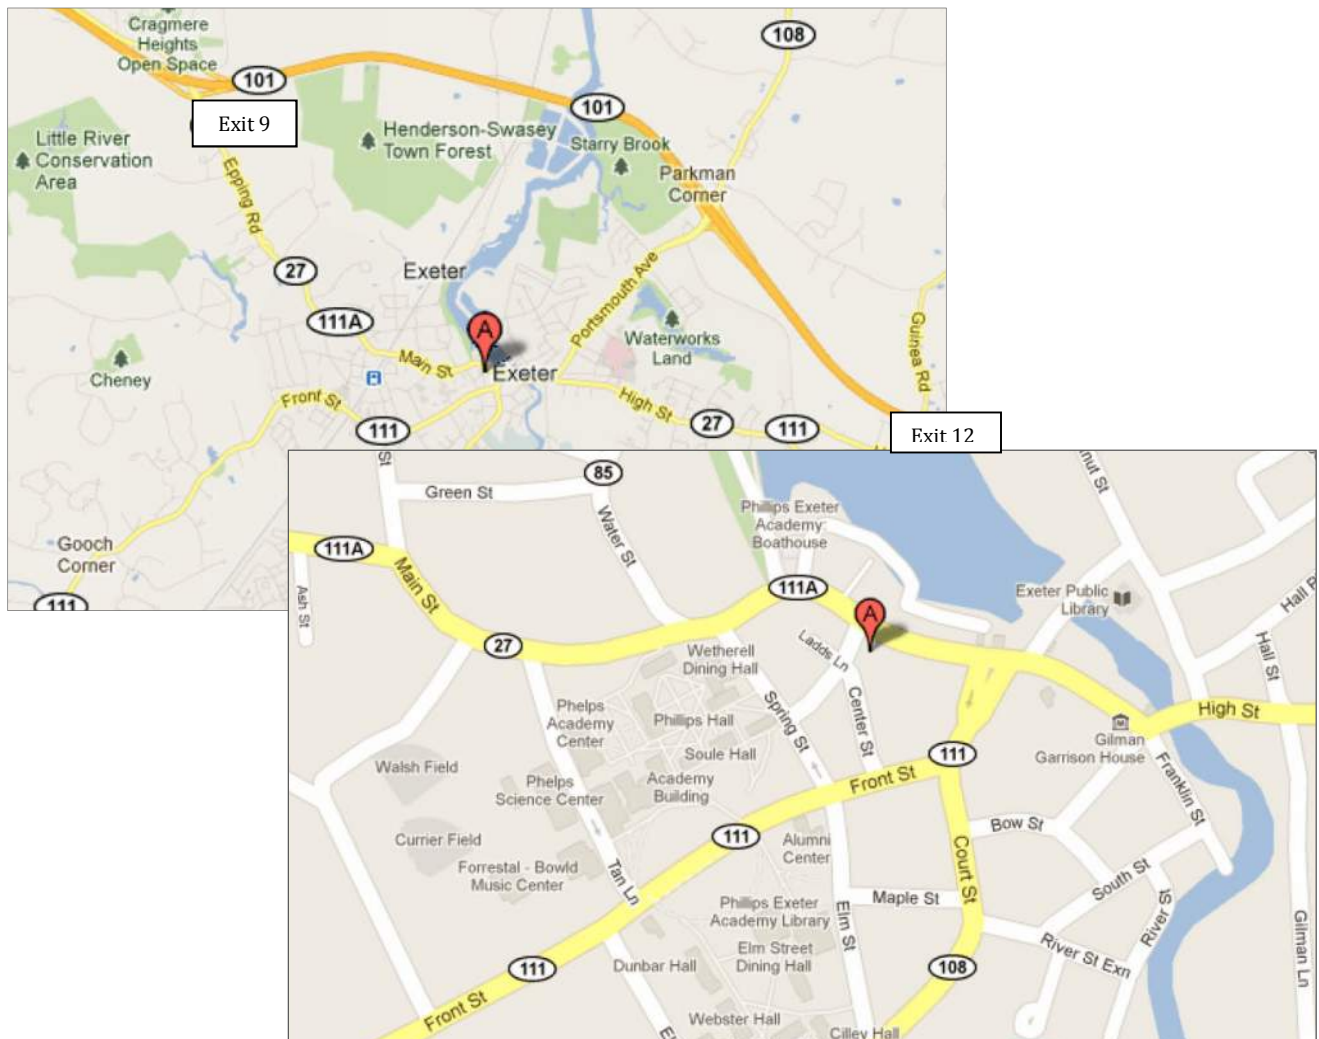 Cragmere
Heights
Open Space
101
108
101
Exit 9
Little River
Conservation
Area
Henderson-Swasey
Town Forest
Starry Brook
Parkman
Corner
Epping Rd
27
Exeter
Portsmouth Ave
111A
A
Waterworks
Land
Guinea Rd
Cheney
Main St
Exeter
Front St
High St
27
111
111
Exit 12
Gooch
Corner
111
St
Green St
85
Water St
Phillips Exeter
Academy
Boathouse
nut St
111A
Main St
Ash St
111A
A
Exeter Public
Library
Hall
27
Ladds Ln
Wetherell
Dining Hall
Hall St
Phelps
Academy
Center
Phillips Hall
Spring St
Center St
High St
Soule Hall
Gilman
Garrison House
111
Walsh Field
Phelps
Science Center
Academy
Building
Front St
Franklin St
Currier Field
111
Alumni
Center
Bow St
Court St
Forrestal - Bowld
Music Center
Tan Ln
South St
Maple St
Phillips Exeter
Academy Library
Elm St
River St
Gilman Ln
Elm Street
Dining Hall
River St Exn
111
Dunbar Hall
108
Front St
Webster Hall
Cilley Hall